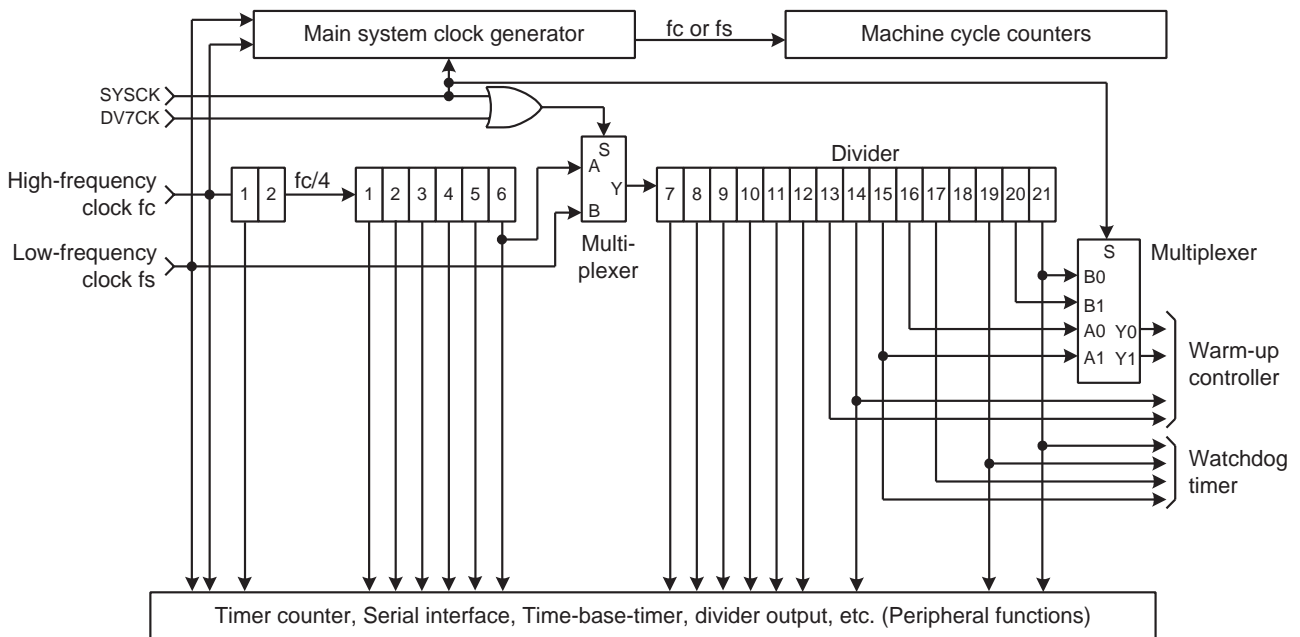 Main system clock generator
fc or fs
Machine cycle counters
SYSCK
DV7CK
High-frequency
clock fc
Low-frequency
clock fs
1 2
fc/4
1 2 3 4 5 6
S
A
Y
B
Multi-
plexer
Divider
7 8 9 10 11 12 13 14 15 16 17 18 19 20 21
Multiplexer
S
B0
B1
A0 Y0
A1 Y1
Warm-up
controller
Watchdog
timer
Timer counter, Serial interface, Time-base-timer, divider output, etc. (Peripheral functions)